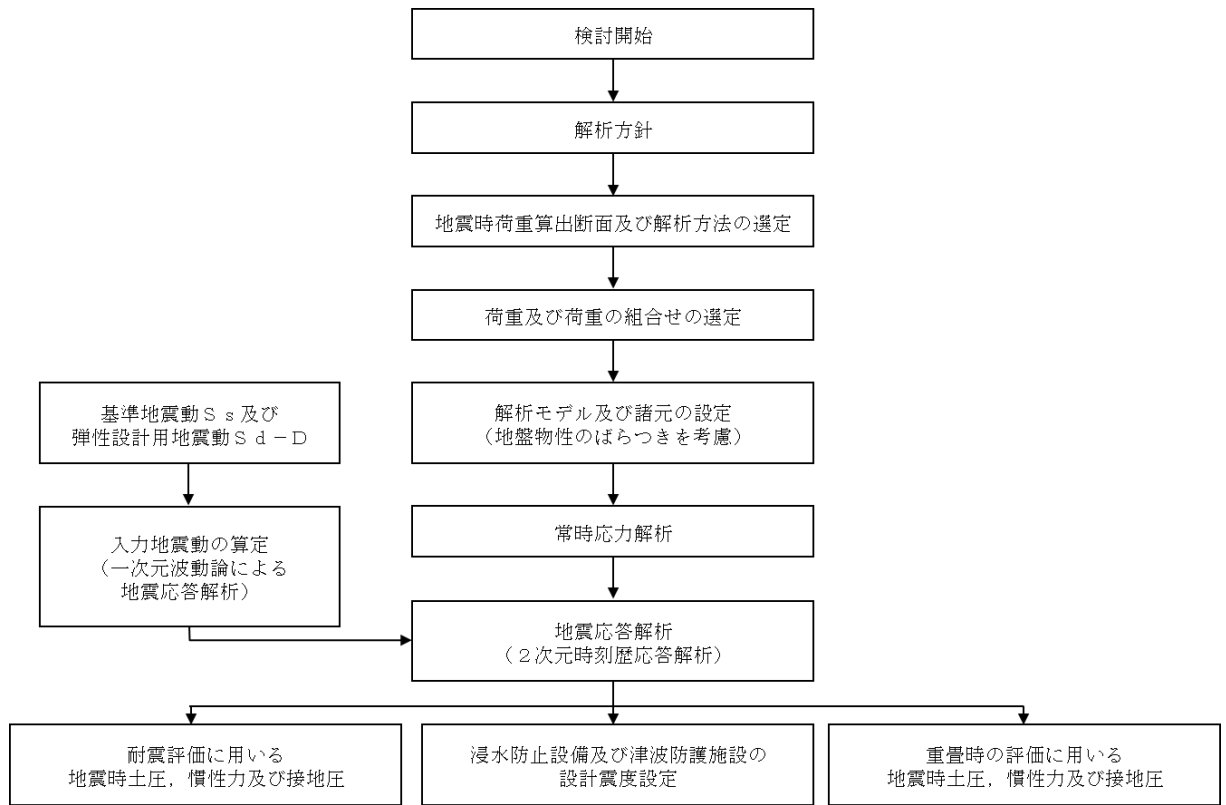 検討開始
解析方針
地震時荷重算出断面及び解析方法の選定
荷重及び荷重の組合せの選定
基準地震動Ｓｓ及び
弾性設計用地震動Ｓｄ－Ｄ
解析モデル及び諸元の設定
（地盤物性のばらつきを考慮）
入力地震動の算定
（一次元波動論による
地震応答解析）
常時応力解析
地震応答解析
（２次元時刻歴応答解析）
耐震評価に用いる
地震時土圧，慣性力及び接地圧
浸水防止設備及び津波防護施設の
設計震度設定
重畳時の評価に用いる
地震時土圧，慣性力及び接地圧